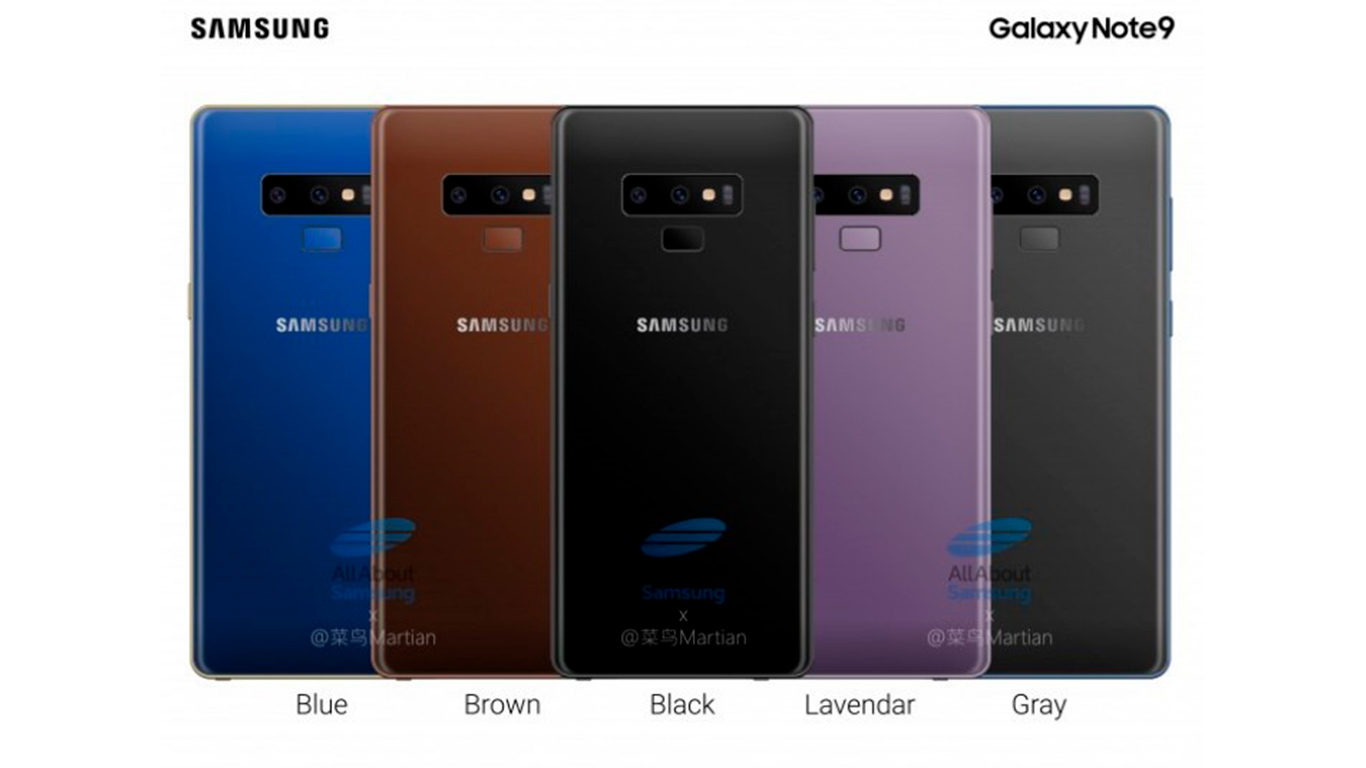 SAMSUNG
Galaxy Note9
SAMSUNG
SAMSUNG
SAMSUNG
SAMSUNG
SAMSUNG
AllAbout
Samsung
x
@菜鸟Martian
Samsung
x
@菜鸟Martian
AllAbout
Samsung
x
@菜鸟Martian
Blue
Brown
Black
Lavendar
Gray